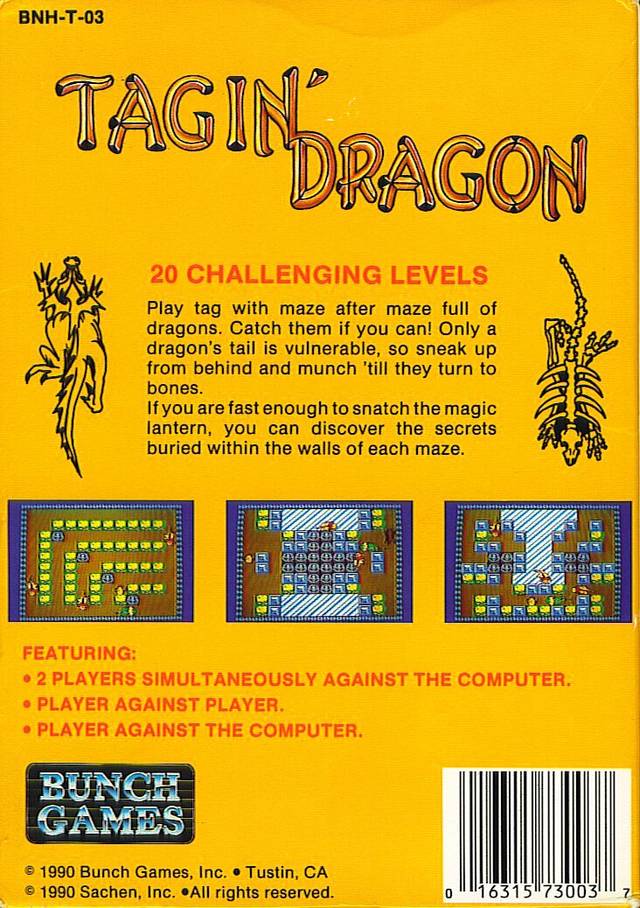 BNH-T-03
TAGIN' DRAGON
20 CHALLENGING LEVELS
Play tag with maze after maze full of
dragons. Catch them if you can! Only a
dragon's tail is vulnerable, so sneak up
from behind and munch 'till they turn to
bones.
If you are fast enough to snatch the magic
lantern, you can discover the secrets
buried within the walls of each maze.
FEATURING:
• 2 PLAYERS SIMULTANEOUSLY AGAINST THE COMPUTER.
• PLAYER AGAINST PLAYER.
• PLAYER AGAINST THE COMPUTER.
BUNCH
GAMES
© 1990 Bunch Games, Inc. • Tustin, CA
© 1990 Sachen, Inc. •All rights reserved.
0 16315 73003 7